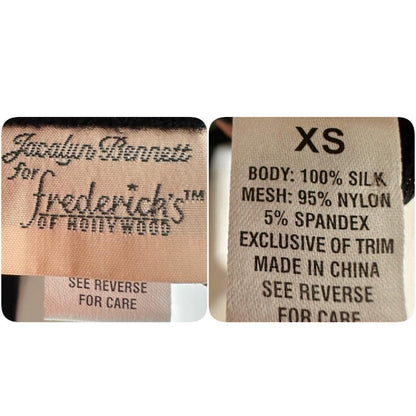 Jacalyn Bennett
for
frederick's™
OF HOLLYWOOD
SEE REVERSE
FOR CARE
XS
BODY: 100% SILK
MESH: 95% NYLON
5% SPANDEX
EXCLUSIVE OF TRIM
MADE IN CHINA
SEE REVERSE
FOR CARE